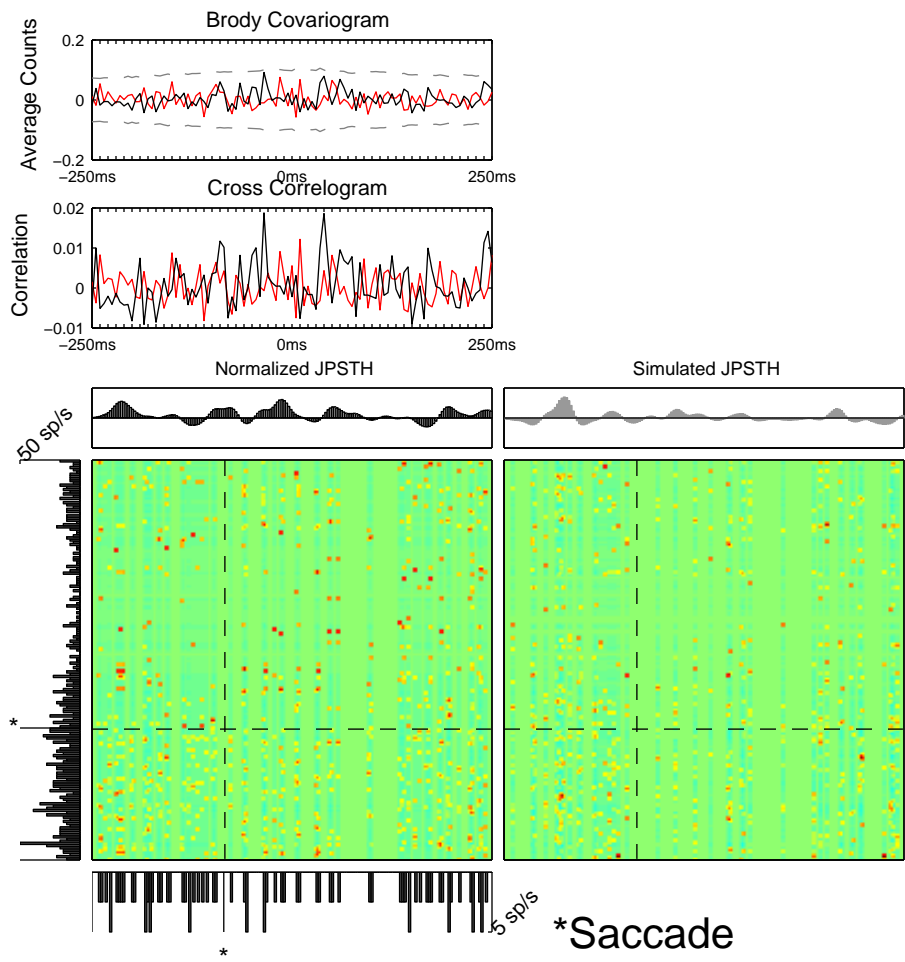 Brody Covariogram
Average Counts
0.2
0
−0.2
−250ms
0ms
250ms
Cross Correlogram
Correlation
0.02
0.01
0
−0.01
−250ms
0ms
250ms
Normalized JPSTH
Simulated JPSTH
50 sp/s
*
*
5 sp/s
*Saccade